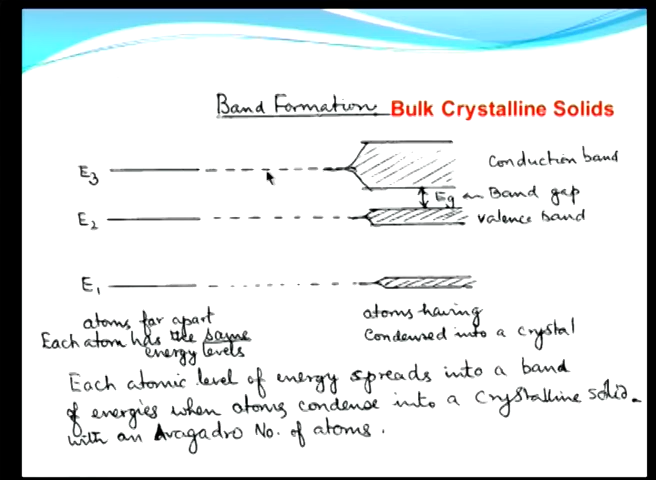 Band Formation. Bulk Crystalline Solids
E3
Conduction band
Eg Band gap
E2
valence band
E1
atoms far apart
Each atom has the same
energy levels
atoms having
Condensed into a crystal
Each atomic level of energy spreads into a band
of energies when atoms condense into a crystalline solid.
with an Avagadro No. of atoms.